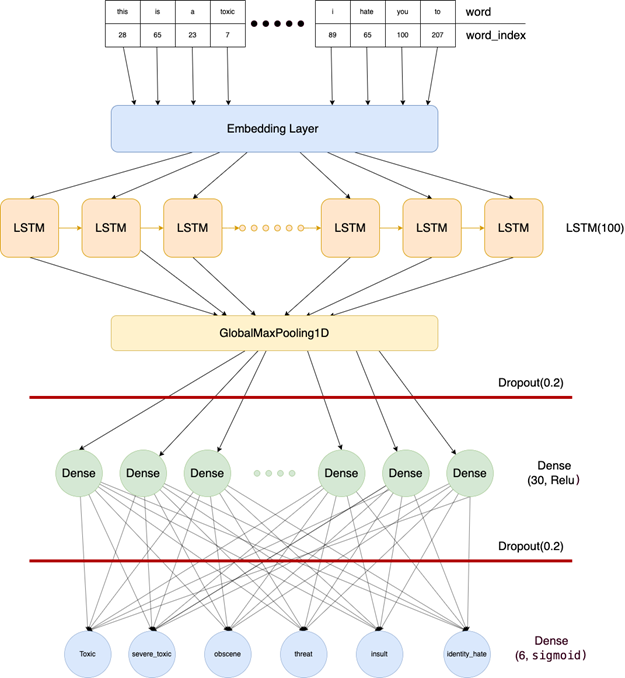 this is a toxic i hate you to word
28 65 23 7 89 65 100 207 word_index
Embedding Layer
LSTM LSTM LSTM LSTM LSTM LSTM LSTM(100)
GlobalMaxPooling1D
Dropout(0.2)
Dense Dense Dense Dense Dense Dense Dense
(30, Relu)
Dropout(0.2)
Toxic severe_toxic obscene threat insult identity_hate Dense
(6, sigmoid)